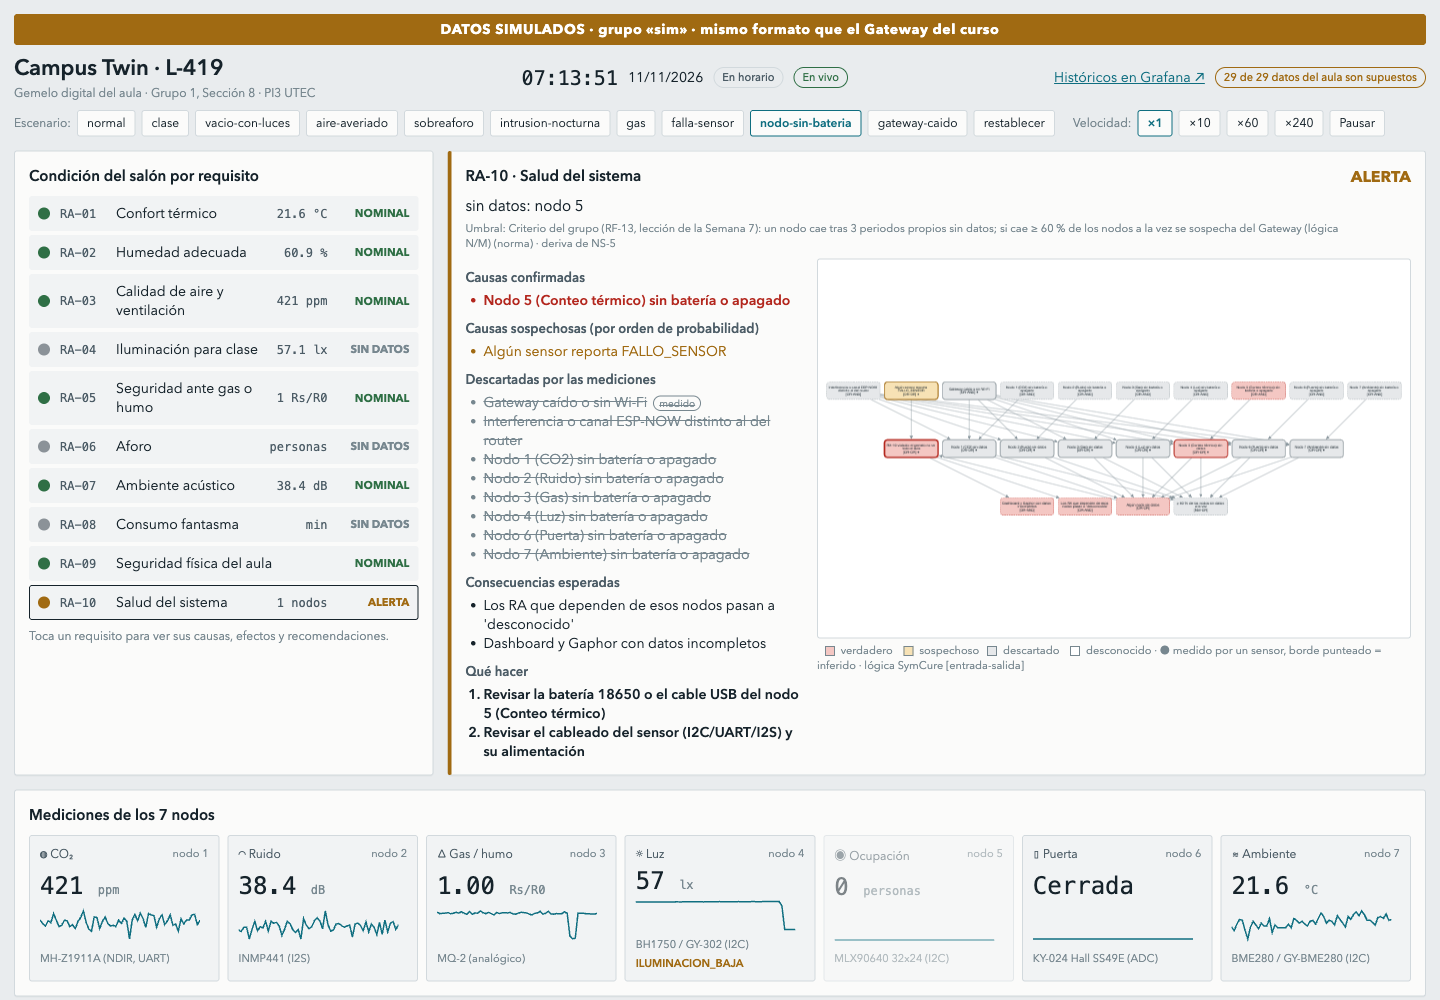 DATOS SIMULADOS · grupo «sim» · mismo formato que el Gateway del curso
Campus Twin · L-419
Gemelo digital del aula · Grupo 1, Sección 8 · PI3 UTEC
07:13:51 11/11/2026 En horario En vivo
Históricos en Grafana ↗ 29 de 29 datos del aula son supuestos
Escenario: normal clase vacio-con-luces aire-averiado sobreaforo intrusion-nocturna gas falla-sensor nodo-sin-bateria gateway-caido restablecer Velocidad: ×1 ×10 ×60 ×240 Pausar
Condición del salón por requisito
RA-01 Confort térmico 21.6 °C NOMINAL
RA-02 Humedad adecuada 60.9 % NOMINAL
RA-03 Calidad de aire y
ventilación 421 ppm NOMINAL
RA-04 Iluminación para clase 57.1 lx SIN DATOS
RA-05 Seguridad ante gas o
humo 1 Rs/R0 NOMINAL
RA-06 Aforo personas SIN DATOS
RA-07 Ambiente acústico 38.4 dB NOMINAL
RA-08 Consumo fantasma min SIN DATOS
RA-09 Seguridad física del aula NOMINAL
RA-10 Salud del sistema 1 nodos ALERTA
Toca un requisito para ver sus causas, efectos y recomendaciones.
RA-10 · Salud del sistema ALERTA
sin datos: nodo 5
Umbral: Criterio del grupo (RF-13, lección de la Semana 7): un nodo cae tras 3 periodos propios sin datos; si cae ≥ 60 % de los nodos a la vez se sospecha del Gateway (lógica
N/M) (norma) · deriva de NS-5
Causas confirmadas
• Nodo 5 (Conteo térmico) sin batería o apagado
Causas sospechosas (por orden de probabilidad)
• Algún sensor reporta FALLO_SENSOR
Descartadas por las mediciones
• Gateway caído o sin Wi-Fi medido
• Interferencia o canal ESP-NOW distinto al del
router
• Nodo 1 (CO2) sin batería o apagado
• Nodo 2 (Ruido) sin batería o apagado
• Nodo 3 (Gas) sin batería o apagado
• Nodo 4 (Luz) sin batería o apagado
• Nodo 6 (Puerta) sin batería o apagado
• Nodo 7 (Ambiente) sin batería o apagado
Consecuencias esperadas
• Los RA que dependen de esos nodos pasan a
'desconocido'
• Dashboard y Gaphor con datos incompletos
Qué hacer
1. Revisar la batería 18650 o el cable USB del nodo
5 (Conteo térmico)
2. Revisar el cableado del sensor (I2C/UART/I2S) y
su alimentación
verdadero sospechoso descartado desconocido · medido por un sensor, borde punteado =
inferido · lógica SymCure [entrada-salida]
Mediciones de los 7 nodos
CO₂ nodo 1
421 ppm
MH-Z1911A (NDIR, UART)
Ruido nodo 2
38.4 dB
INMP441 (I2S)
Gas / humo nodo 3
1.00 Rs/R0
MQ-2 (analógico)
Luz nodo 4
57 lx
BH1750 / GY-302 (I2C)
ILUMINACION_BAJA
Ocupación nodo 5
0 personas
MLX90640 32x24 (I2C)
Puerta nodo 6
Cerrada
KY-024 Hall SS49E (ADC)
Ambiente nodo 7
21.6 °C
BME280 / GY-BME280 (I2C)